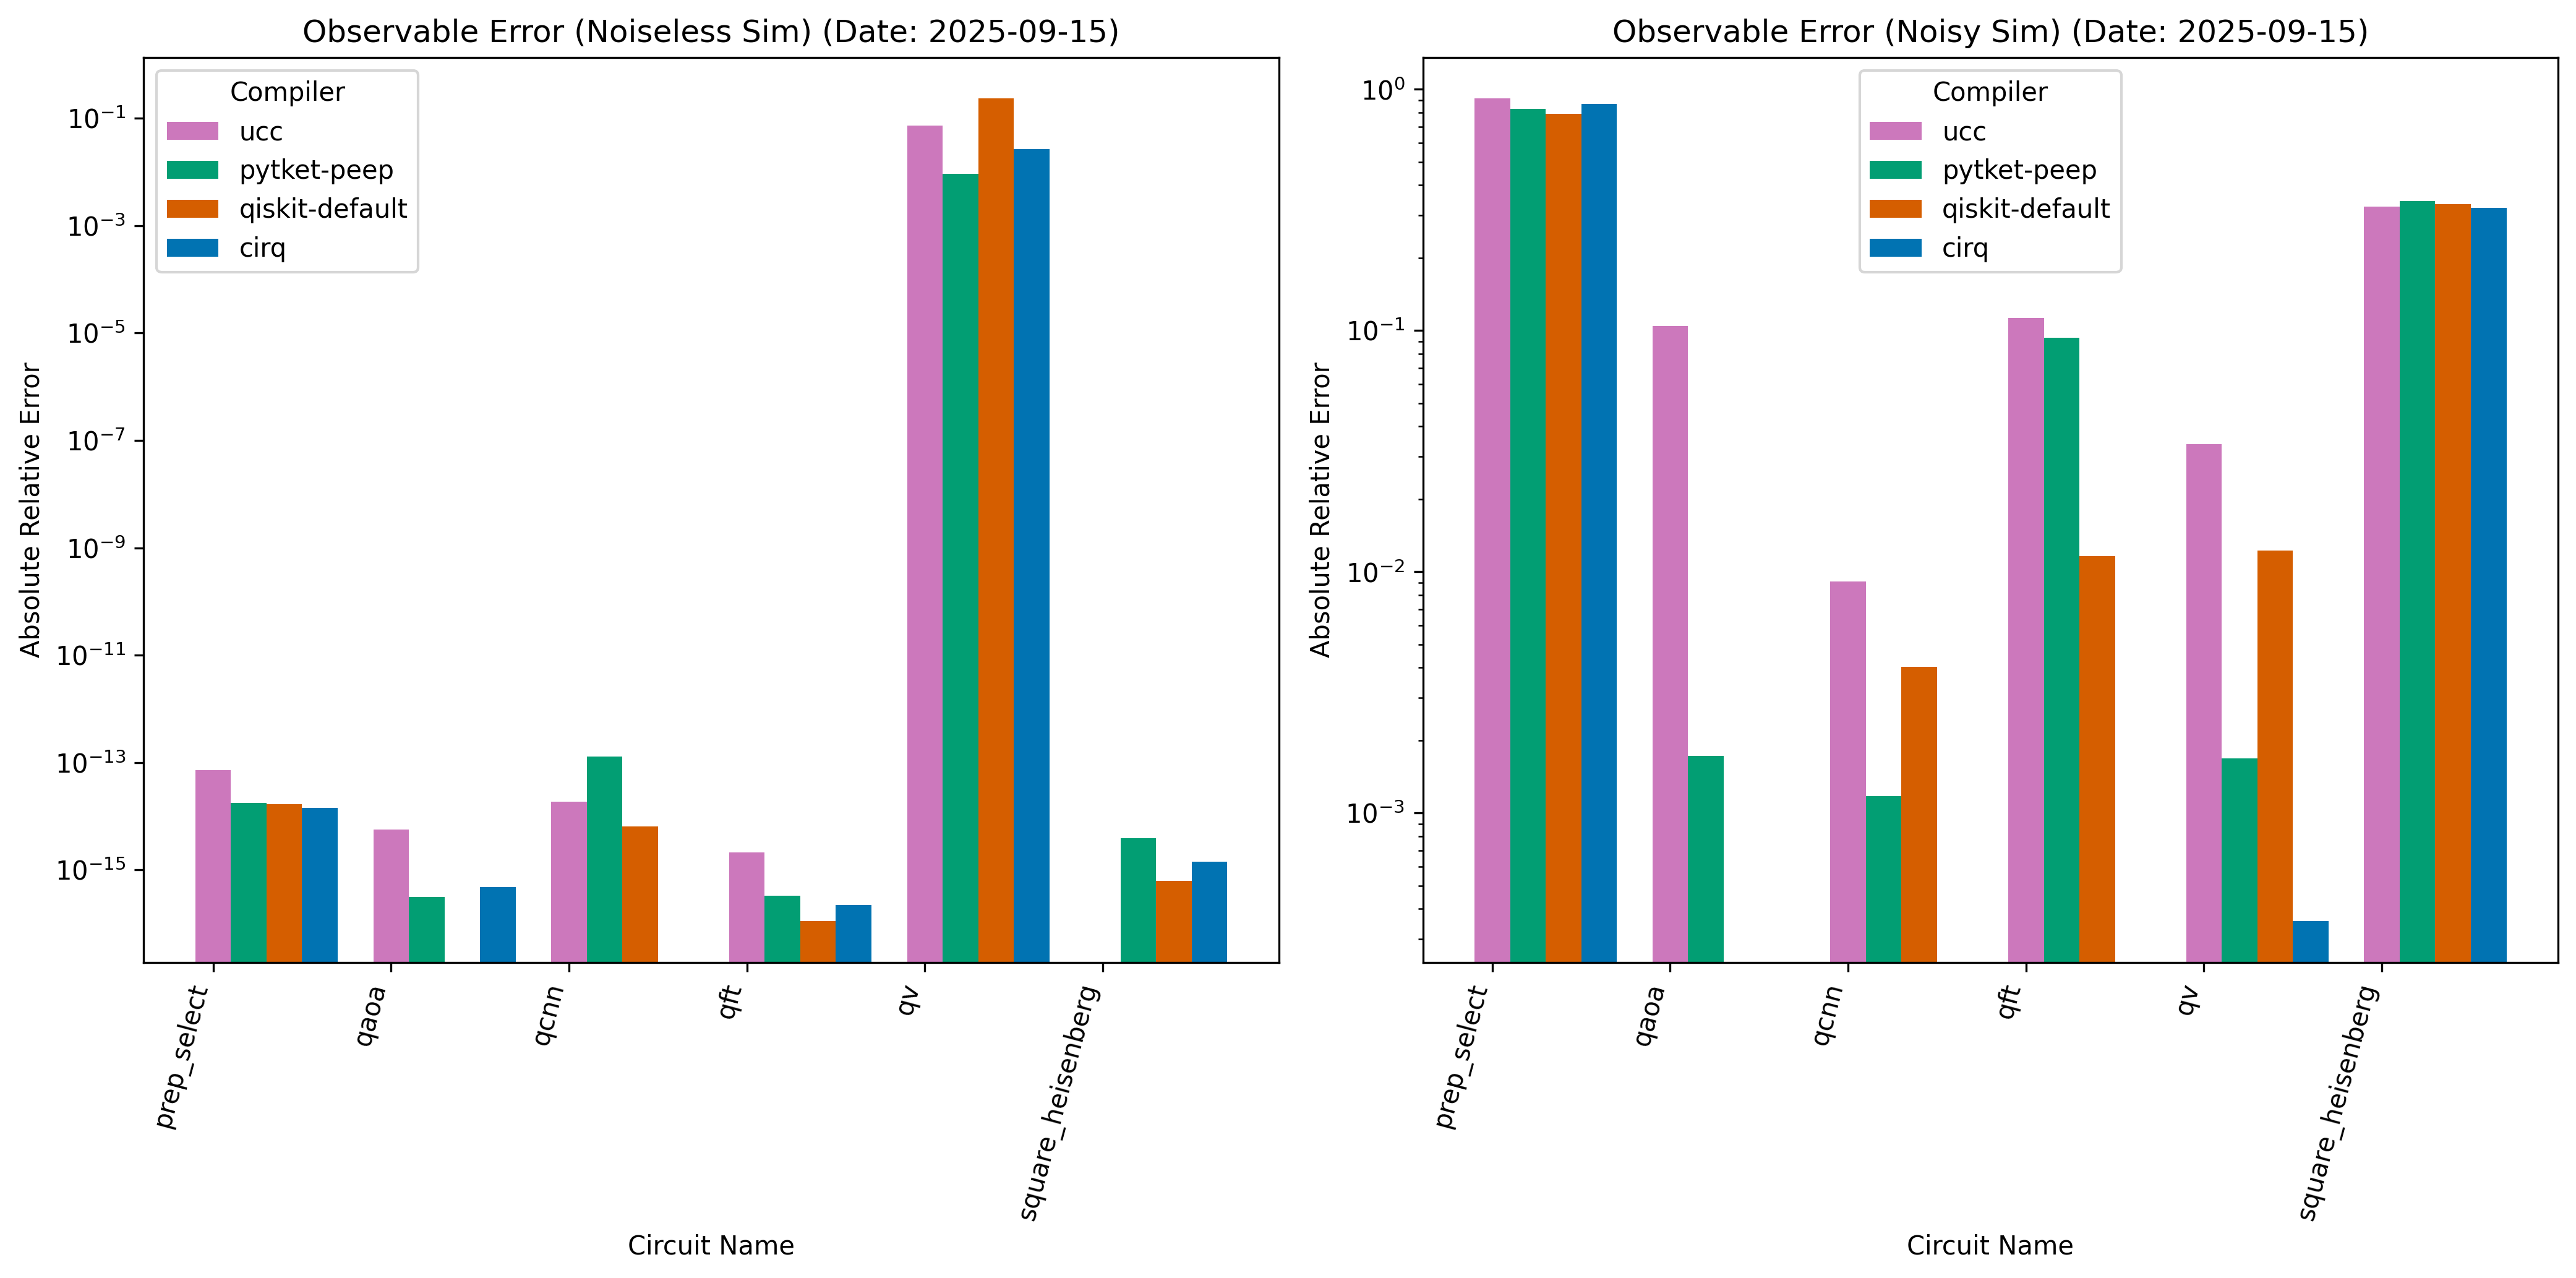 Observable Error (Noiseless Sim) (Date: 2025-09-15)
Compiler
ucc
pytket-peep
qiskit-default
cirq
Absolute Relative Error
10⁻¹
10⁻³
10⁻⁵
10⁻⁷
10⁻⁹
10⁻¹¹
10⁻¹³
10⁻¹⁵
prep_select
qaoa
qcnn
qft
qv
square_heisenberg
Circuit Name
Observable Error (Noisy Sim) (Date: 2025-09-15)
Compiler
ucc
pytket-peep
qiskit-default
cirq
Absolute Relative Error
10⁰
10⁻¹
10⁻²
10⁻³
prep_select
qaoa
qcnn
qft
qv
square_heisenberg
Circuit Name